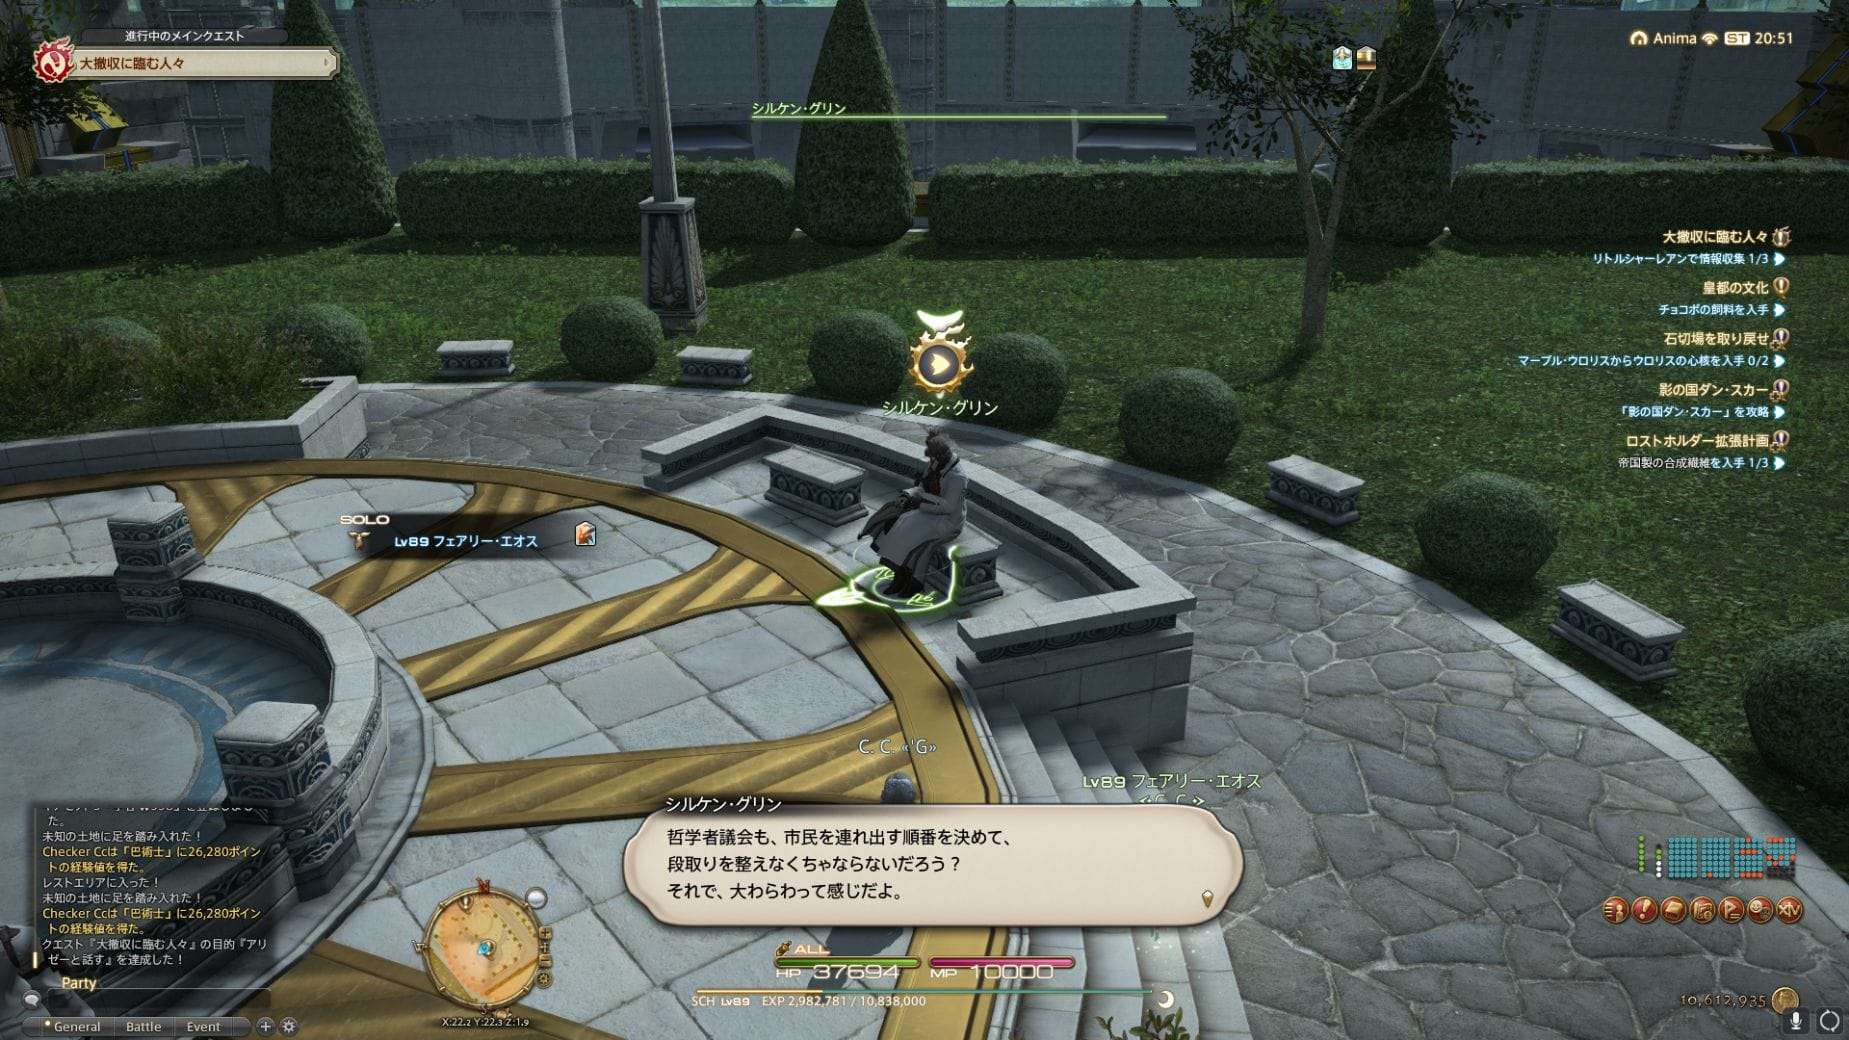 進行中のメインクエスト
大撤収に臨む人々
Anima ST 20:51
シルケン・グリン
大撤収に臨む人々
リトルシャーレアンで情報収集 1/3
皇都の文化
チョコボの飼料を入手
石切場を取り戻せ
マーブル・ウロリスからウロリスの心核を入手 0/2
影の国ダン・スカー
「影の国ダン・スカー」を攻略
ロストホルダー拡張計画
帝国製の合成繊維を入手 1/3
シルケン・グリン
SOLO
Lv89 フェアリー・エオス
C. C. «'G»
Lv89 フェアリー・エオス
シルケン・グリン
哲学者議会も、市民を連れ出す順番を決めて、
段取りを整えなくちゃならないだろう？
それで、大わらわって感じだよ。
た。
未知の土地に足を踏み入れた！
Checker Ccは「巴術士」に26,280ポイン
トの経験値を得た。
レストエリアに入った！
未知の土地に足を踏み入れた！
Checker Ccは「巴術士」に26,280ポイン
トの経験値を得た。
クエスト『大撤収に臨む人々』の目的『アリ
ゼーと話す』を達成した！
Party
General Battle Event
X:22.2 Y:22.3 Z:1.9
ALL
HP 37694 MP 10000
SCH Lv89 EXP 2,982,781 / 10,838,000
10,612,935